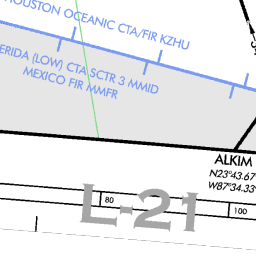 HOUSTON OCEANIC CTA/FIR KZHU
ERIDA (LOW) CTA SCTR 3 MMID
MEXICO FIR MMFR
ALKIM
N23°43.67
W87°34.33
80
100
L-21